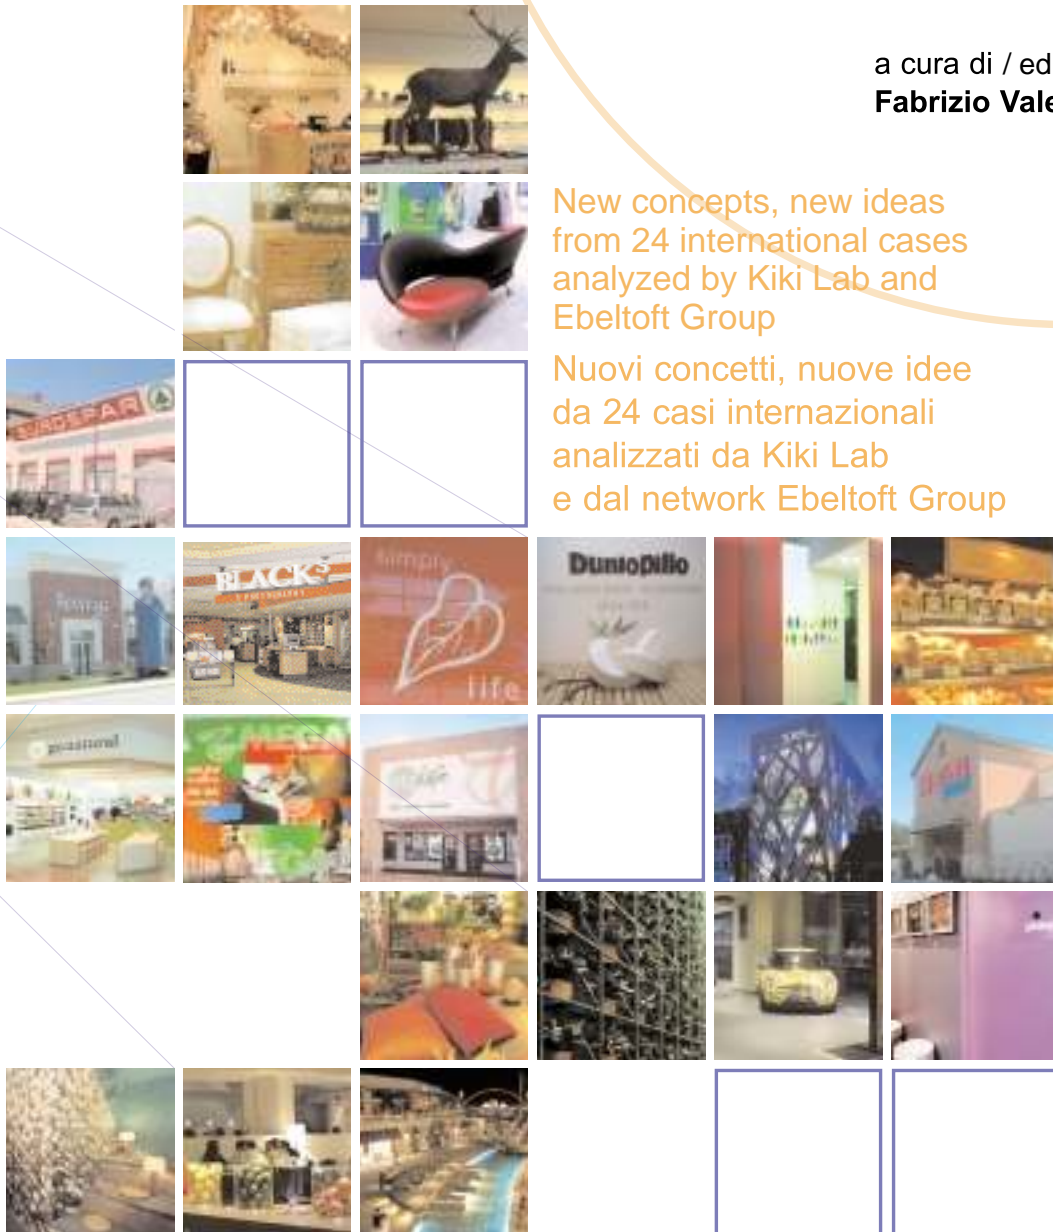 a cura di / ed
Fabrizio Vale
New concepts, new ideas
from 24 international cases
analyzed by Kiki Lab and
Ebeltoft Group
Nuovi concetti, nuove idee
da 24 casi internazionali
analizzati da Kiki Lab
e dal network Ebeltoft Group
EUROSPAR
BLACK'S
simply
life
Dunlopillo